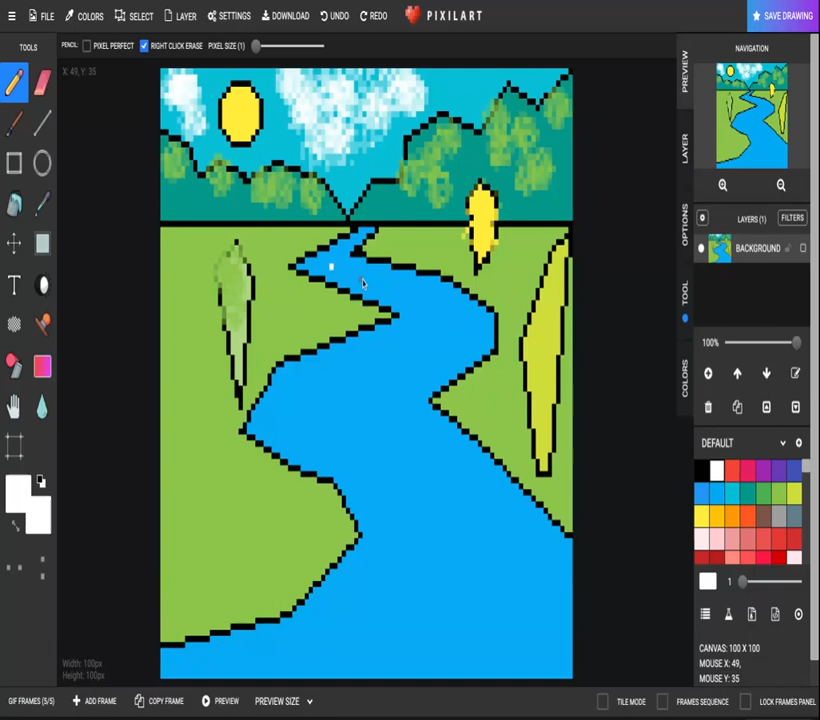 FILE COLORS SELECT LAYER SETTINGS DOWNLOAD UNDO REDO PIXILART SAVE DRAWING
TOOLS
PENCIL: PIXEL PERFECT RIGHT CLICK ERASE PIXEL SIZE (1)
X: 49, Y: 35
NAVIGATION
PREVIEW
LAYER
OPTIONS
TOOL
COLORS
LAYERS (1) FILTERS
BACKGROUND
100%
DEFAULT
1
CANVAS: 100 X 100
MOUSE X: 49,
MOUSE Y: 35
Width: 100px
Height: 100px
GIF FRAMES (5/5) ADD FRAME COPY FRAME PREVIEW PREVIEW SIZE TILE MODE FRAMES SEQUENCE LOCK FRAMES PANEL